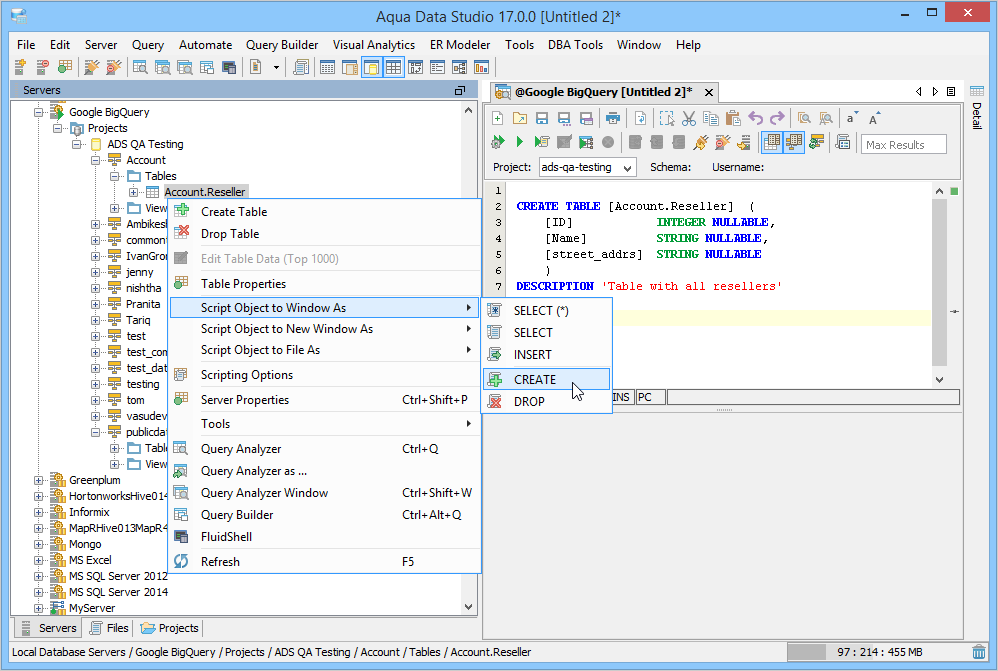 Aqua Data Studio 17.0.0 [Untitled 2]*
File Edit Server Query Automate Query Builder Visual Analytics ER Modeler Tools DBA Tools Window Help
Servers
Google BigQuery
Projects
ADS QA Testing
Account
Tables
Account.Reseller
View
Ambikesl
common
IvanGron
jenny
nishtha
Pranita
Tariq
test
test_com
test_dat
testing
tom
vasudev
publicdat
Table
View
Greenplum
HortonworksHive014
Informix
MapRHive013MapR4
Mongo
MS Excel
MS SQL Server 2012
MS SQL Server 2014
MyServer
Create Table
Drop Table
Edit Table Data (Top 1000)
Table Properties
Script Object to Window As
Script Object to New Window As
Script Object to File As
Scripting Options
Server Properties Ctrl+Shift+P
Tools
Query Analyzer Ctrl+Q
Query Analyzer as ...
Query Analyzer Window Ctrl+Shift+W
Query Builder Ctrl+Alt+Q
FluidShell
Refresh F5
SELECT (*)
SELECT
INSERT
CREATE
DROP
@Google BigQuery [Untitled 2]*
Detail
Max Results
Project: ads-qa-testing Schema: Username:
1
2 CREATE TABLE [Account.Reseller] (
3 [ID] INTEGER NULLABLE,
4 [Name] STRING NULLABLE,
5 [street_addrs] STRING NULLABLE
6 )
7 DESCRIPTION 'Table with all resellers'
INS PC
Servers Files Projects
Local Database Servers / Google BigQuery / Projects / ADS QA Testing / Account / Tables / Account.Reseller
97 : 214 : 455 MB